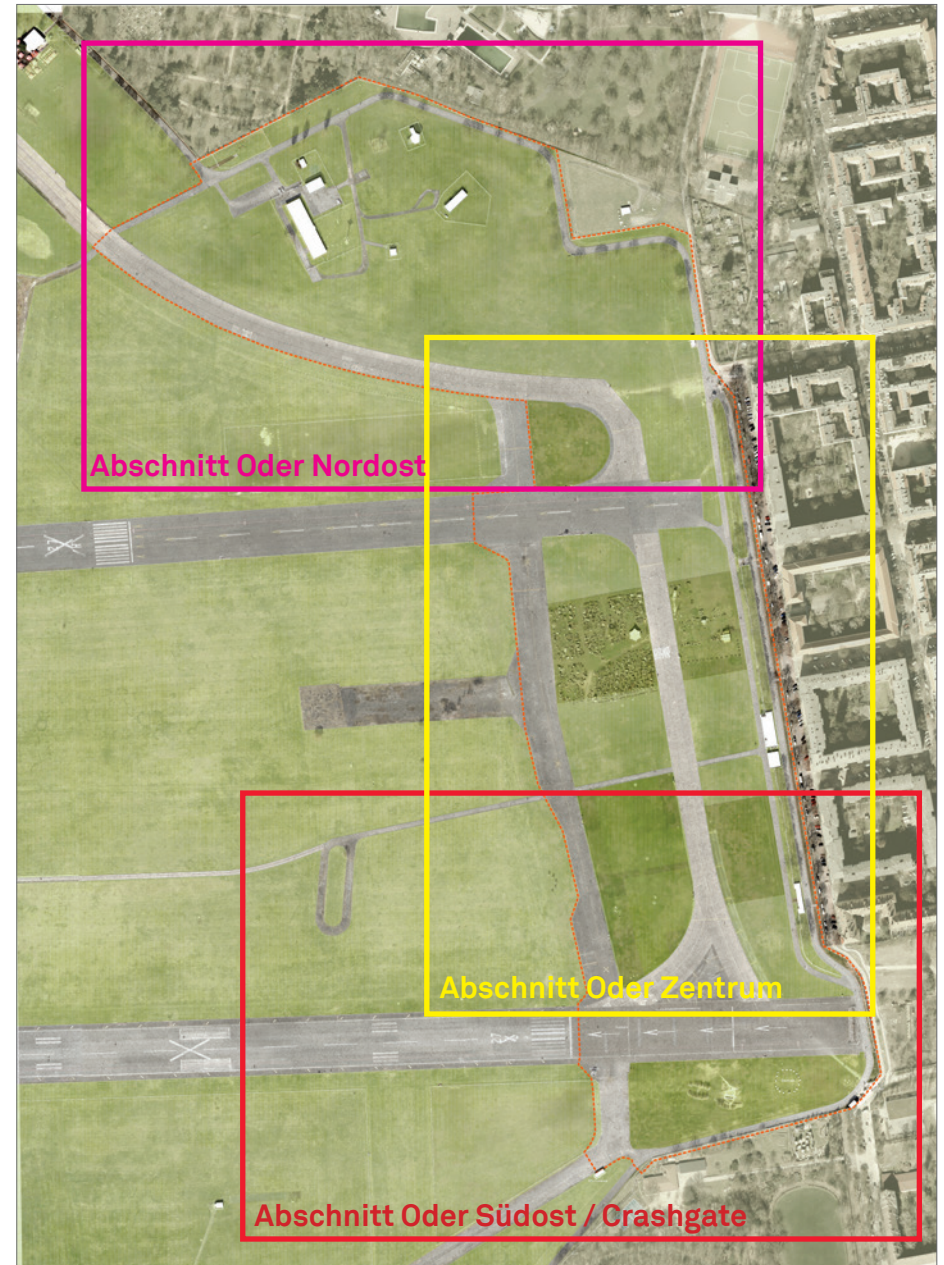 Abschnitt Oder Nordost
Abschnitt Oder Zentrum
Abschnitt Oder Südost / Crashgate